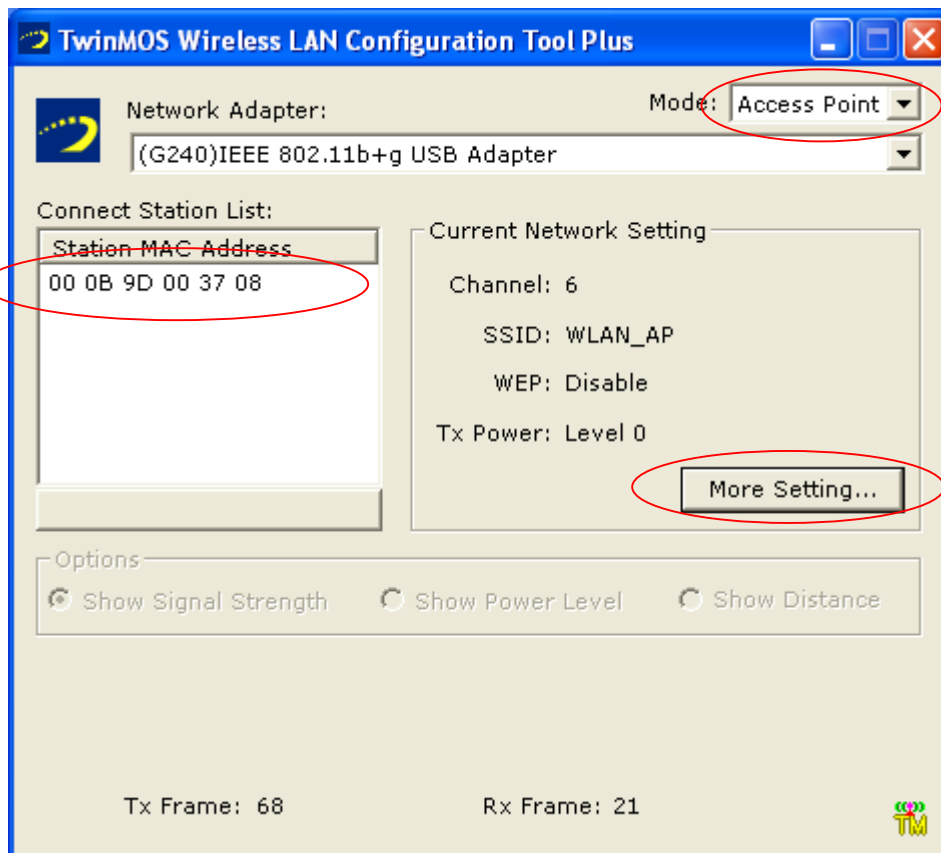 TwinMOS Wireless LAN Configuration Tool Plus
Network Adapter:
Mode: Access Point
(G240)IEEE 802.11b+g USB Adapter
Connect Station List:
Station MAC Address
00 0B 9D 00 37 08
Current Network Setting
Channel: 6
SSID: WLAN_AP
WEP: Disable
Tx Power: Level 0
More Setting...
Options
Show Signal Strength Show Power Level Show Distance
Tx Frame: 68 Rx Frame: 21
TM